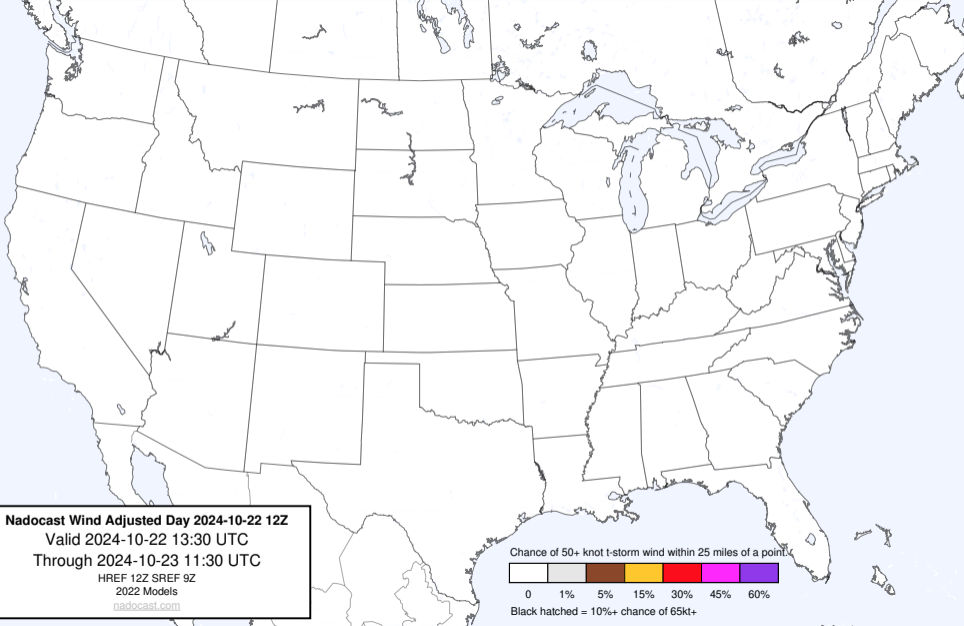 Nadocast Wind Adjusted Day 2024-10-22 12Z
Valid 2024-10-22 13:30 UTC
Through 2024-10-23 11:30 UTC
HREF 12Z SREF 9Z
2022 Models
nadocast.com
Chance of 50+ knot t-storm wind within 25 miles of a point.
0 1% 5% 15% 30% 45% 60%
Black hatched = 10%+ chance of 65kt+